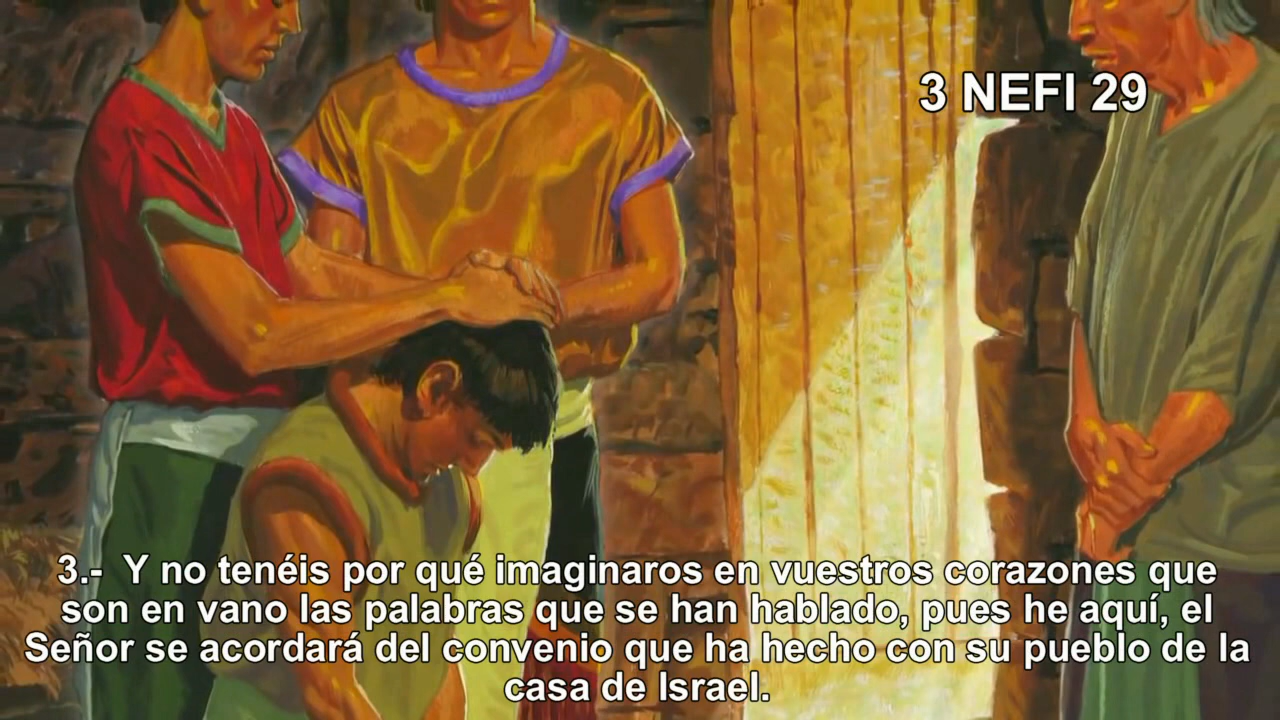 3 NEFI 29
3.- Y no tenéis por qué imaginaros en vuestros corazones que
son en vano las palabras que se han hablado, pues he aquí, el
Señor se acordará del convenio que ha hecho con su pueblo de la
casa de Israel.